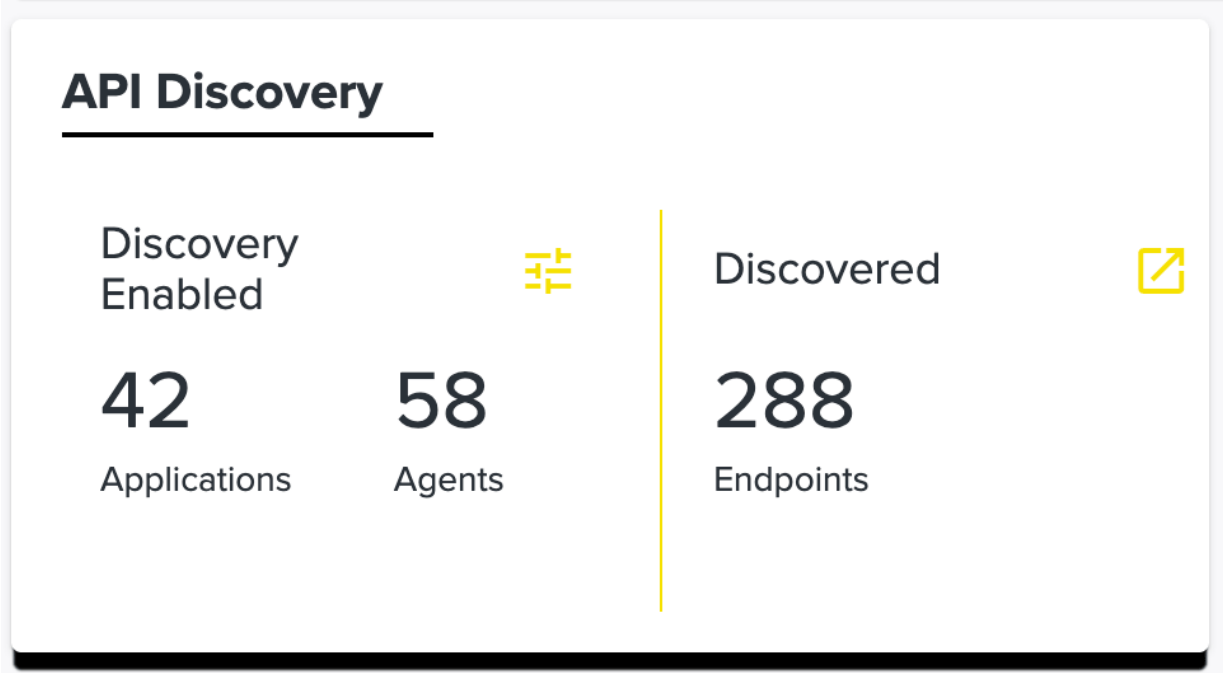 API Discovery
Discovery
Enabled
42
Applications
58
Agents
Discovered
288
Endpoints